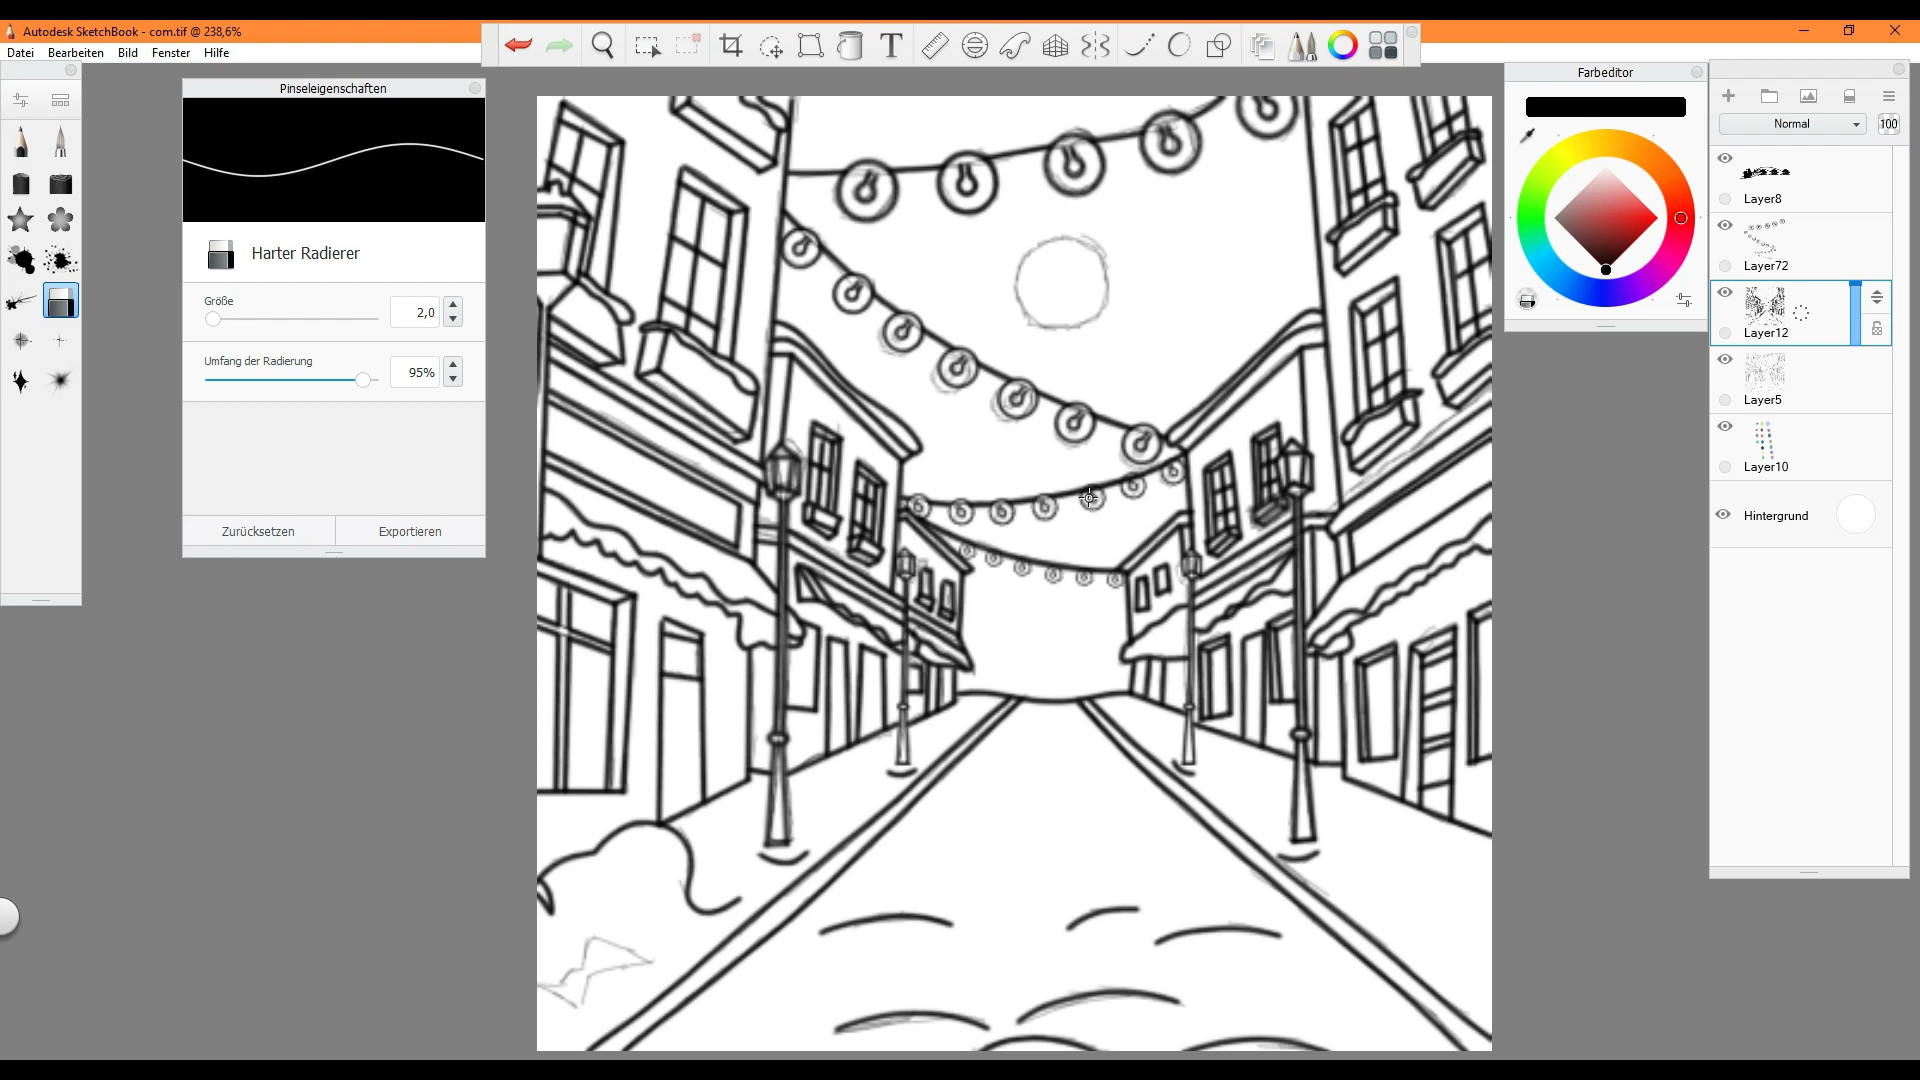 Autodesk SketchBook - com.tif @ 238,6%
Datei Bearbeiten Bild Fenster Hilfe
T
Pinseleigenschaften
Harter Radierer
Größe
2,0
Umfang der Radierung
95%
Zurücksetzen Exportieren
Farbeditor
Normal 100
Layer8
Layer72
Layer12
Layer5
Layer10
Hintergrund